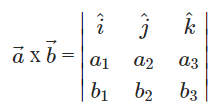 î ĵ k̂
a⃗ x b⃗ = a₁ a₂ a₃
b₁ b₂ b₃